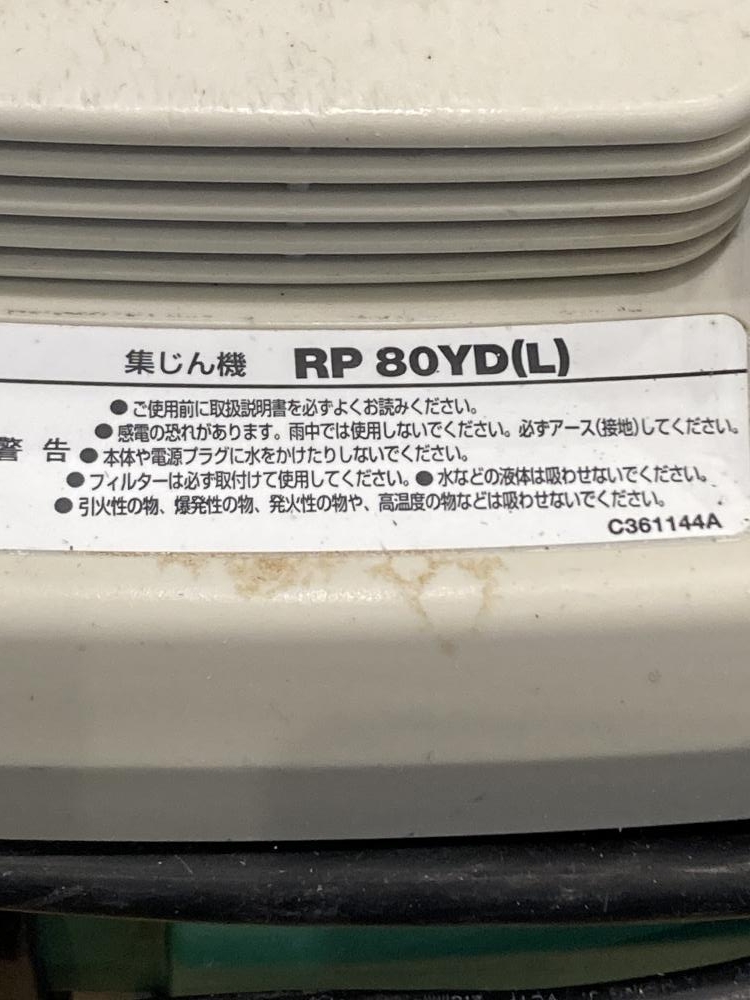 集じん機 RP 80YD(L)
●ご使用前に取扱説明書を必ずよくお読みください。
●感電の恐れがあります。雨中では使用しないでください。必ずアース(接地)してください。
警告 ●本体や電源プラグに水をかけたりしないでください。
●フィルターは必ず取付けて使用してください。●水などの液体は吸わせないでください。
●引火性の物、爆発性の物、発火性の物や、高温度の物などは吸わせないでください。
C361144A